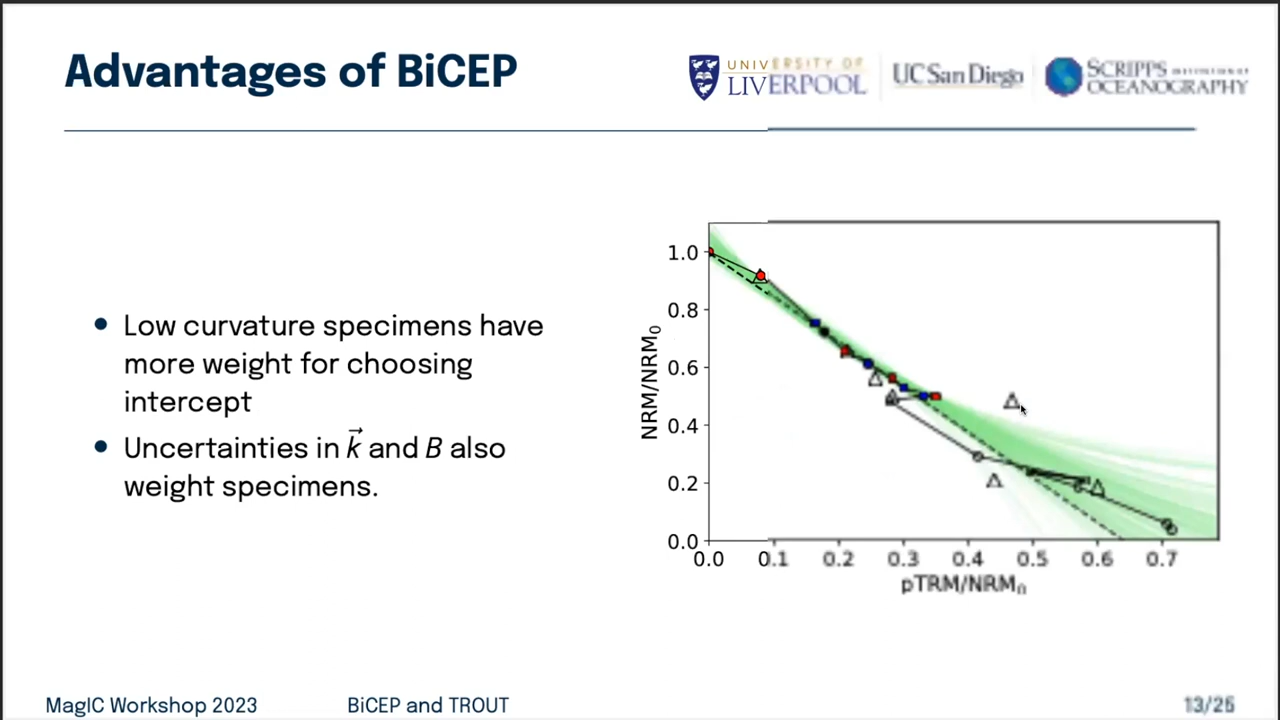 Advantages of BiCEP
UNIVERSITY OF
LIVERPOOL
UC San Diego
SCRIPPS INSTITUTION OF
OCEANOGRAPHY
• Low curvature specimens have
more weight for choosing
intercept
• Uncertainties in k⃗ and B also
weight specimens.
NRM/NRM₀
1.0
0.8
0.6
0.4
0.2
0.0
0.0 0.1 0.2 0.3 0.4 0.5 0.6 0.7
pTRM/NRM₀
MagIC Workshop 2023 BiCEP and TROUT 13/25